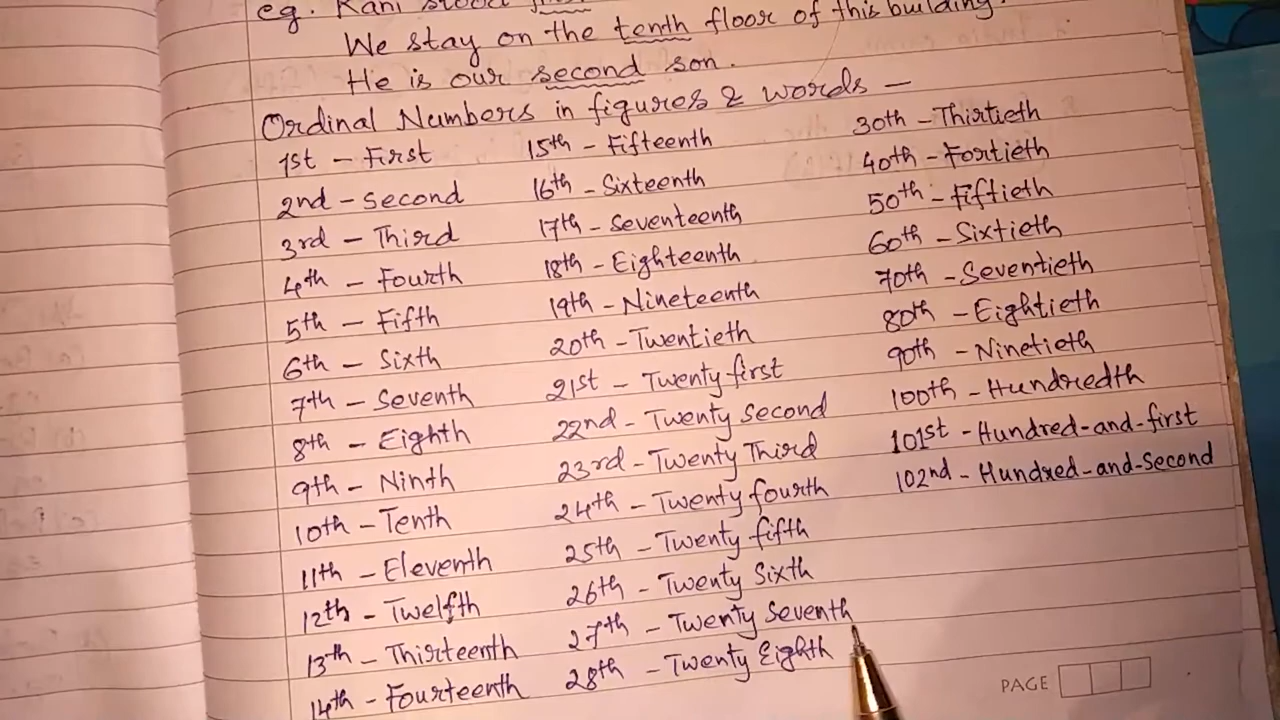 eg. Rani stood first
We stay on the tenth floor of this building.
He is our second son.
Ordinal Numbers in figures & words –
1st – First
2nd – Second
3rd – Third
4th – Fourth
5th – Fifth
6th – Sixth
7th – Seventh
8th – Eighth
9th – Ninth
10th – Tenth
11th – Eleventh
12th – Twelfth
13th – Thirteenth
14th – Fourteenth
15th – Fifteenth
16th – Sixteenth
17th – Seventeenth
18th – Eighteenth
19th – Nineteenth
20th – Twentieth
21st – Twenty first
22nd – Twenty Second
23rd – Twenty Third
24th – Twenty fourth
25th – Twenty fifth
26th – Twenty Sixth
27th – Twenty Seventh
28th – Twenty Eighth
30th – Thirtieth
40th – Fortieth
50th – Fiftieth
60th – Sixtieth
70th – Seventieth
80th – Eightieth
90th – Ninetieth
100th – Hundredth
101st – Hundred-and-first
102nd – Hundred-and-Second
PAGE